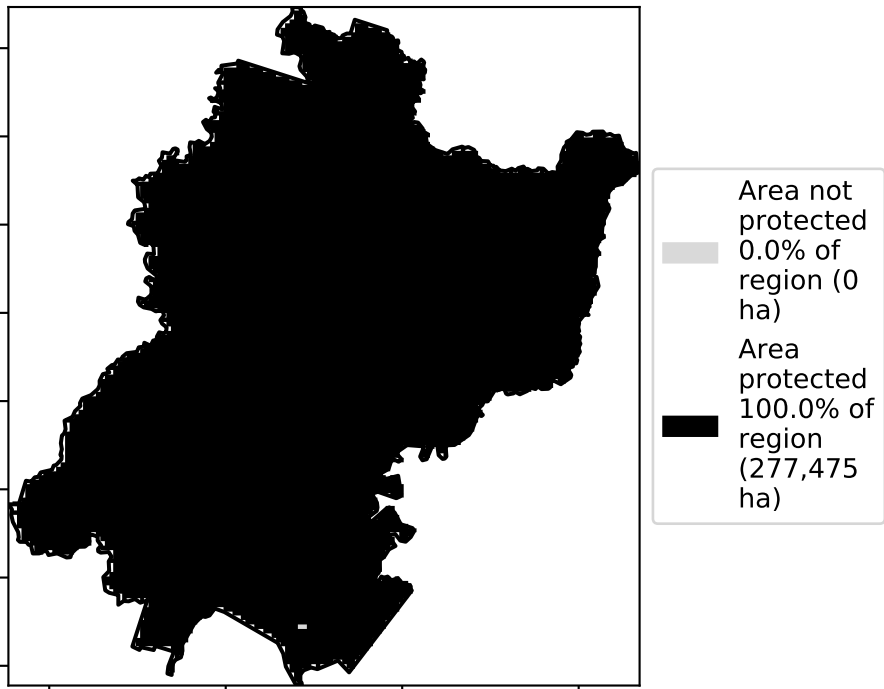 Area not
protected
0.0% of
region (0
ha)
Area
protected
100.0% of
region
(277,475
ha)